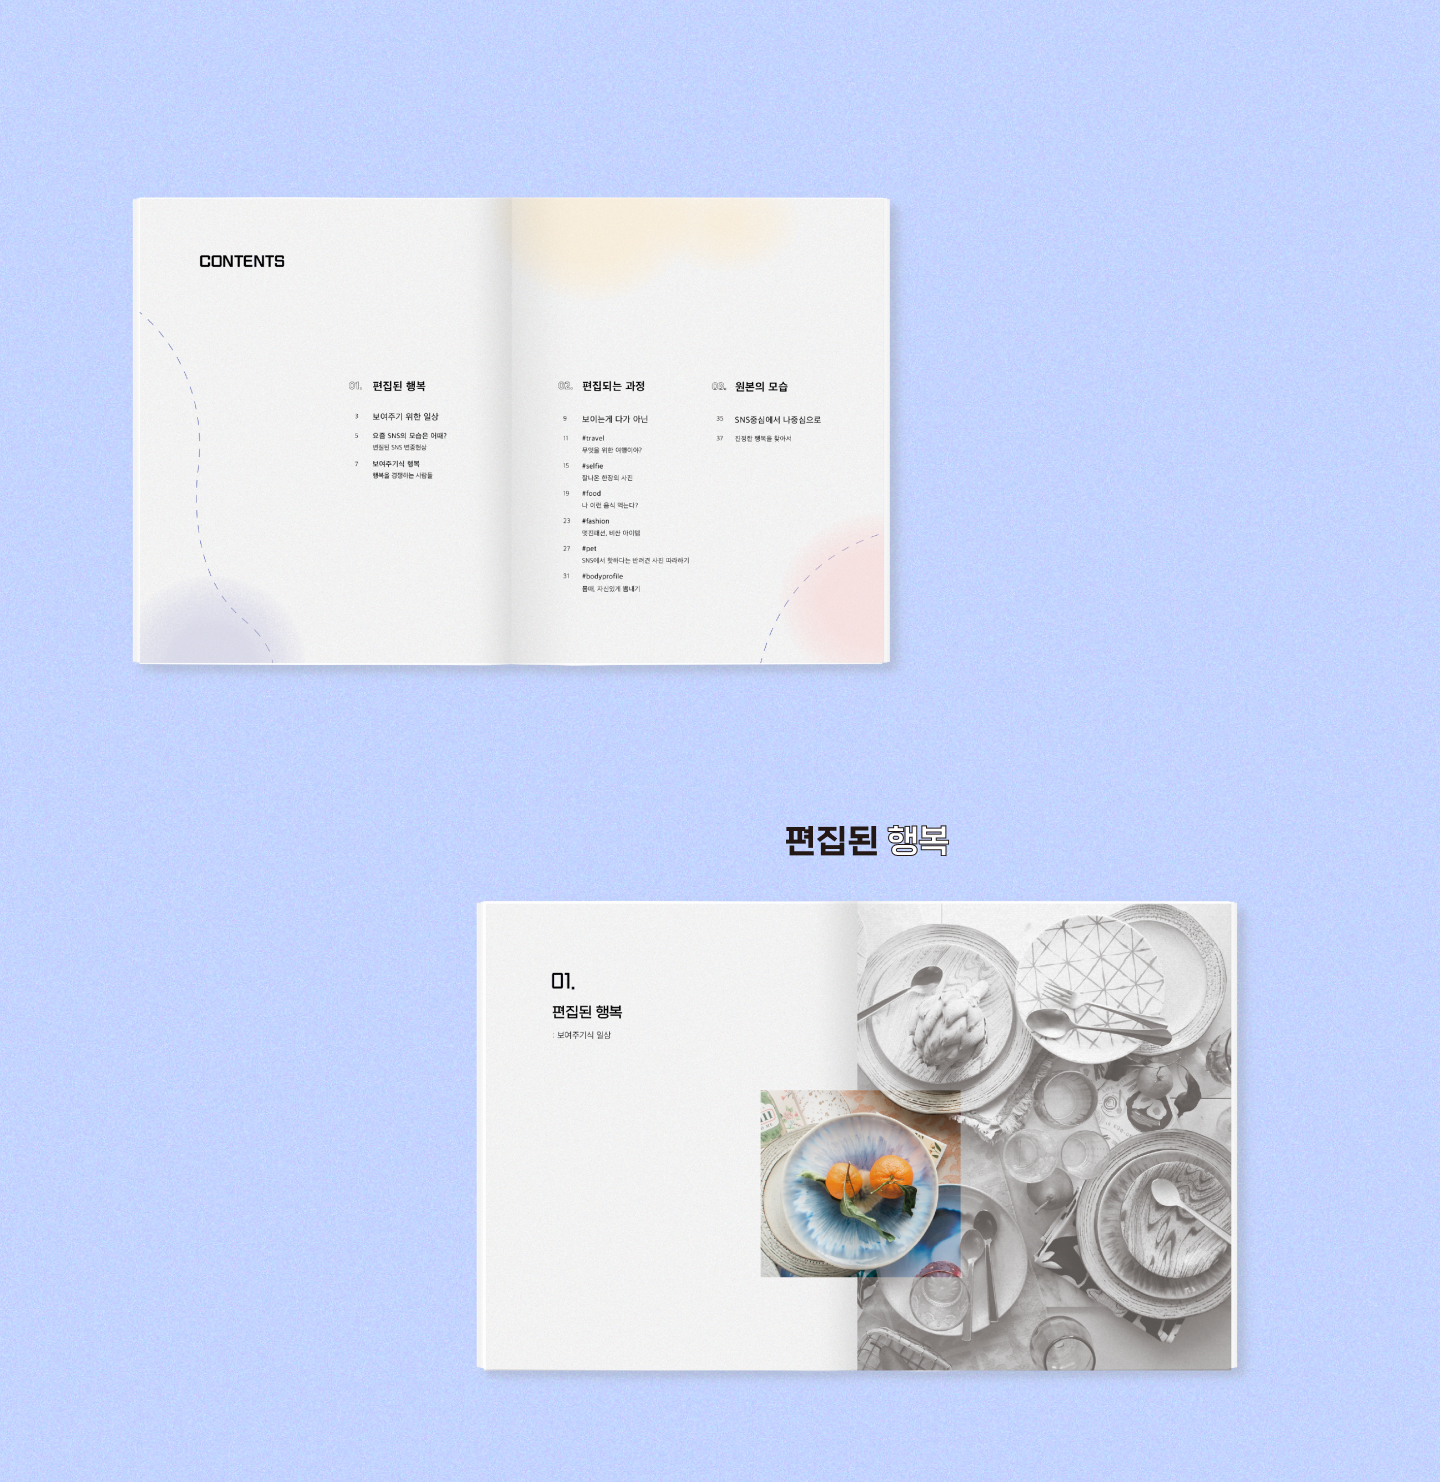 CONTENTS
01. 편집된 행복
3 보여주기 위한 일상
5 요즘 SNS의 모습은 어때?
변질된 SNS 변종현상
7 보여주기식 행복
행복을 경쟁하는 사람들
02. 편집되는 과정
9 보이는게 다가 아닌
11 #travel
무엇을 위한 여행이야?
15 #selfie
잘나온 한장의 사진
19 #food
나 이런 음식 먹는다?
23 #fashion
멋진패션, 비싼 아이템
27 #pet
SNS에서 핫하다는 반려견 사진 따라하기
31 #bodyprofile
몸매, 자신있게 뽐내기
03. 원본의 모습
35 SNS중심에서 나중심으로
37 진정한 행복을 찾아서
편집된 행복
01.
편집된 행복
: 보여주기식 일상